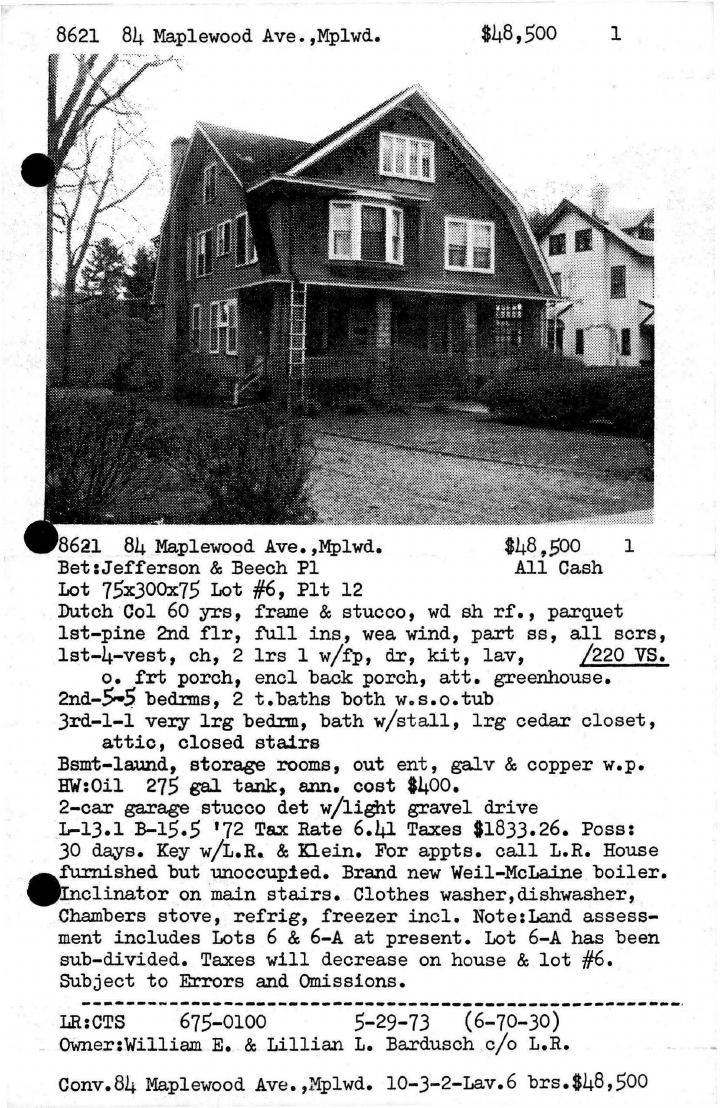 8621 84 Maplewood Ave.,Mplwd. $48,500 1
8621 84 Maplewood Ave.,Mplwd. $48,500 1
Bet:Jefferson & Beech Pl All Cash
Lot 75x300x75 Lot #6, Plt 12
Dutch Col 60 yrs, frame & stucco, wd sh rf., parquet
1st-pine 2nd flr, full ins, wea wind, part ss, all scrs,
1st-4-vest, ch, 2 lrs 1 w/fp, dr, kit, lav, /220 VS.
o. frt porch, encl back porch, att. greenhouse.
2nd-5-5 bedrms, 2 t.baths both w.s.o.tub
3rd-1-1 very lrg bedrm, bath w/stall, lrg cedar closet,
attic, closed stairs
Bsmt-laund, storage rooms, out ent, galv & copper w.p.
HW:Oil 275 gal tank, ann. cost $400.
2-car garage stucco det w/light gravel drive
L-13.1 B-15.5 '72 Tax Rate 6.41 Taxes $1833.26. Poss:
30 days. Key w/L.R. & Klein. For appts. call L.R. House
furnished but unoccupied. Brand new Weil-McLaine boiler.
Inclinator on main stairs. Clothes washer,dishwasher,
Chambers stove, refrig, freezer incl. Note:Land assess-
ment includes Lots 6 & 6-A at present. Lot 6-A has been
sub-divided. Taxes will decrease on house & lot #6.
Subject to Errors and Omissions.
LR:CTS 675-0100 5-29-73 (6-70-30)
Owner:William E. & Lillian L. Bardusch c/o L.R.
Conv.84 Maplewood Ave.,Mplwd. 10-3-2-Lav.6 brs.$48,500